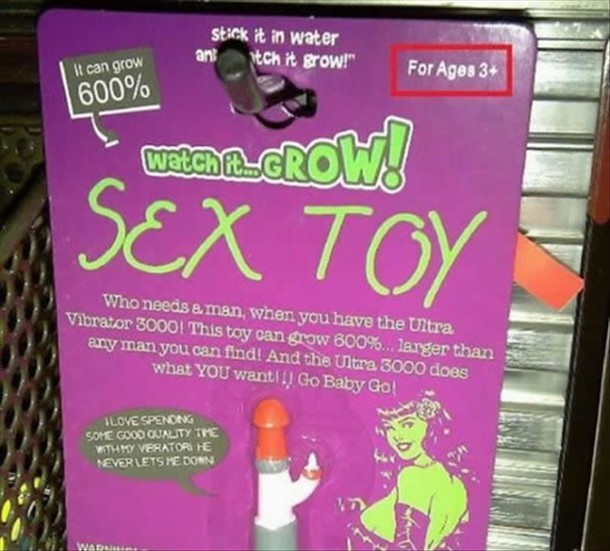 stick it in water
tch it grow!"
It can grow
600%
For Ages 3+
Watch it... GROW!
SEX TOY
Who needs a man, when you have the Ultra
Vibrator 3000! This toy can grow 600%... larger than
any man you can find! And the Ultra 3000 does
what YOU want!!! Go Baby Go!
I LOVE SPENDING
SOME GOOD QUALITY TIME
WITH MY VIBRATOR! HE
NEVER LETS ME DOWN!